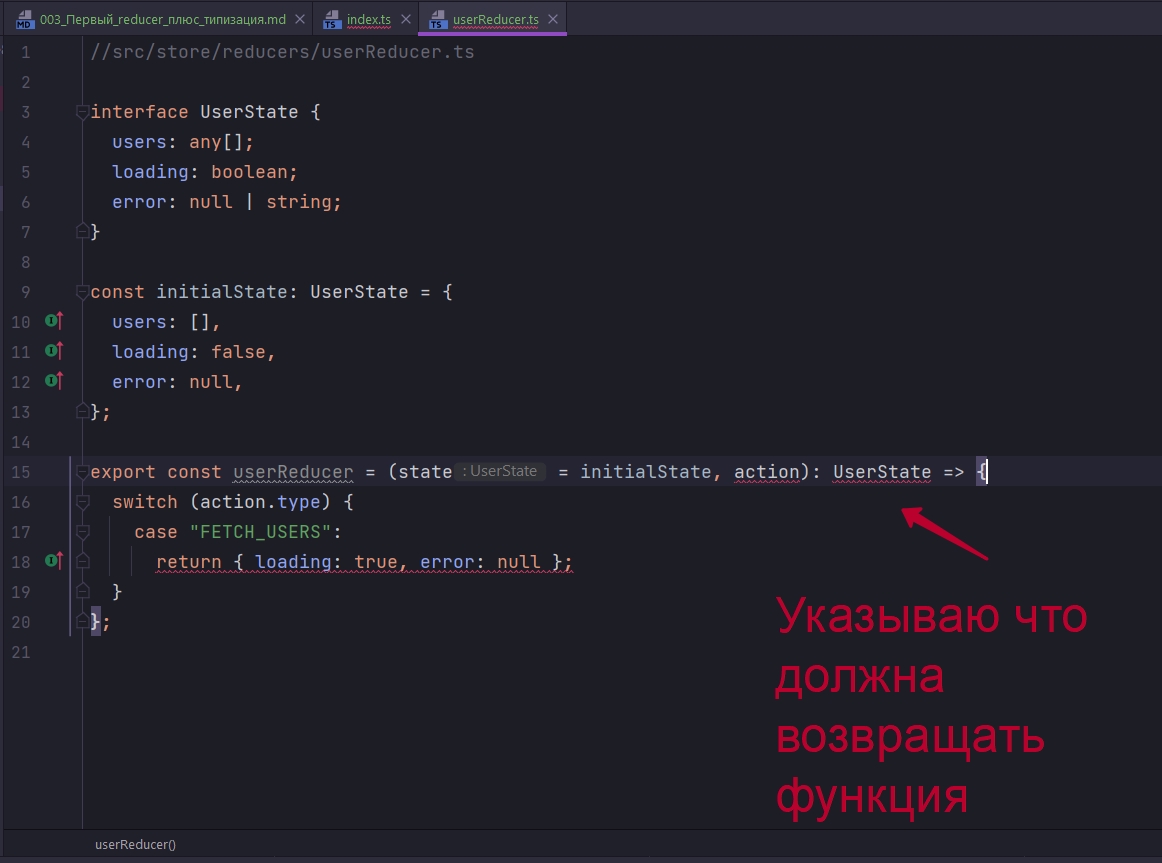 003_Первый_reducer_плюс_типизация.md index.ts userReducer.ts
1 //src/store/reducers/userReducer.ts
2
3 interface UserState {
4 users: any[];
5 loading: boolean;
6 error: null | string;
7 }
8
9 const initialState: UserState = {
10 users: [],
11 loading: false,
12 error: null,
13 };
14
15 export const userReducer = (state : UserState = initialState, action): UserState => {
16 switch (action.type) {
17 case "FETCH_USERS":
18 return { loading: true, error: null };
19 }
20 };
21
Указываю что
должна
возвращать
функция
userReducer()